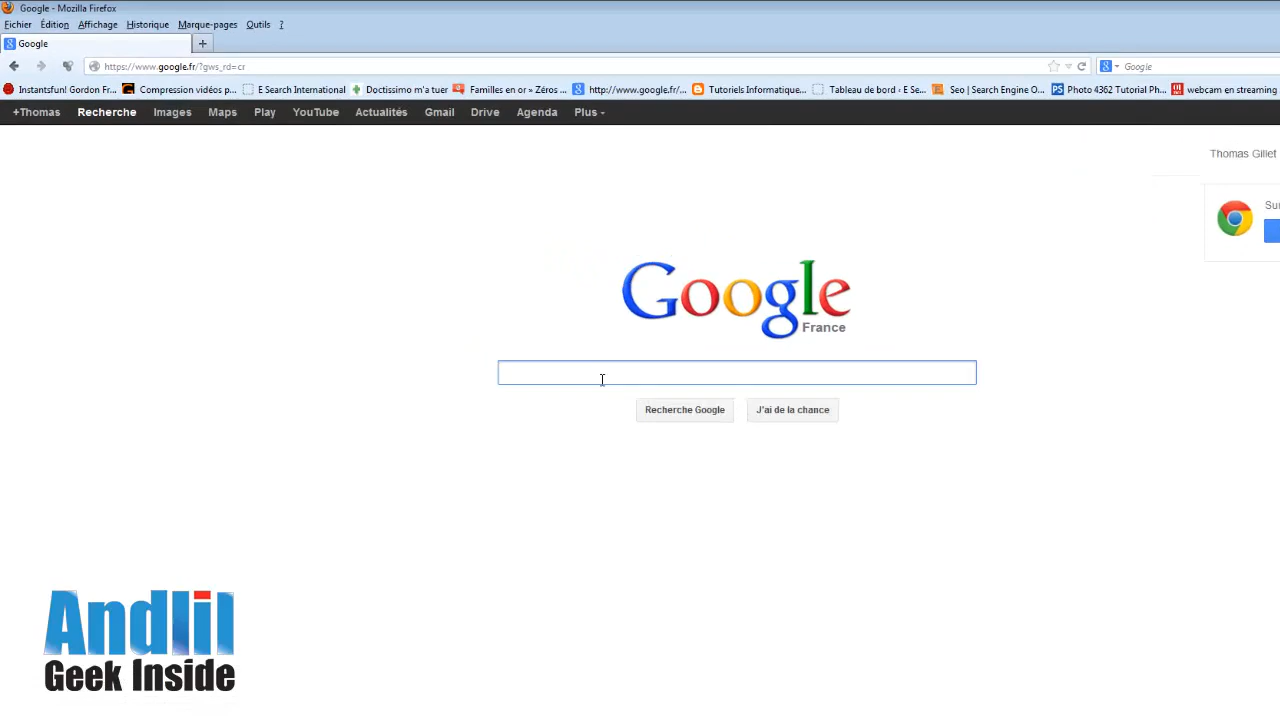 Google - Mozilla Firefox
Fichier Édition Affichage Historique Marque-pages Outils ?
Google +
https://www.google.fr/?gws_rd=cr Google
Instantsfun! Gordon Fr... Compression vidéos p... E Search International Doctissimo m'a tuer Familles en or » Zéros ... http://www.google.fr/... Tutoriels Informatique... Tableau de bord ‹ E Se... Seo | Search Engine O... Photo 4362 Tutorial Ph... webcam en streaming
+Thomas Recherche Images Maps Play YouTube Actualités Gmail Drive Agenda Plus
Thomas Gillet
Google
France
Recherche Google J'ai de la chance
Andlil
Geek Inside